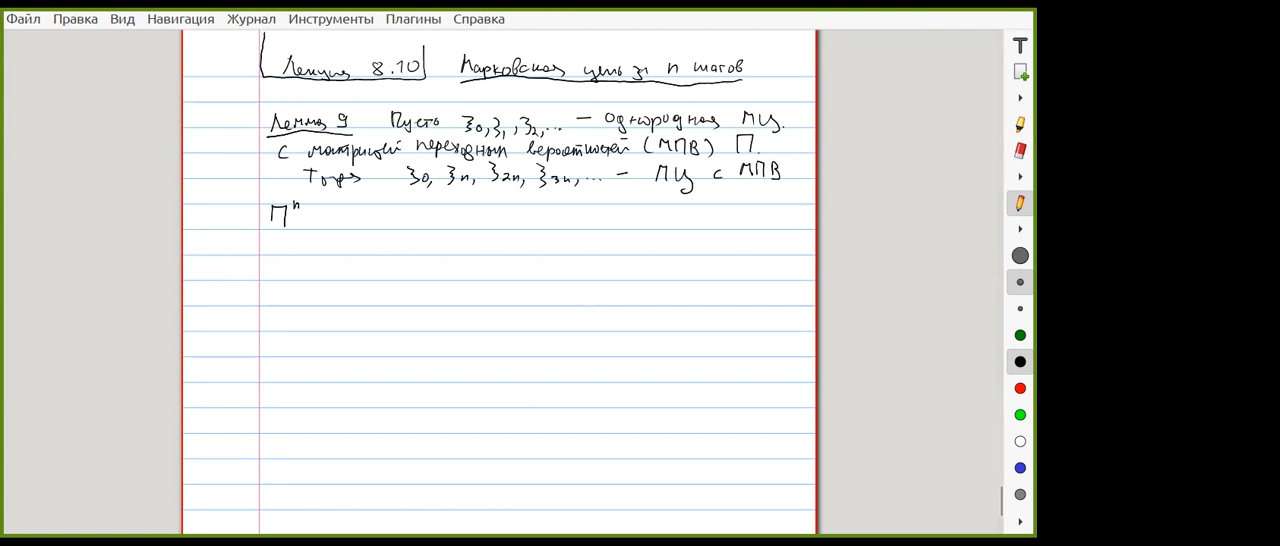 Файл Правка Вид Навигация Журнал Инструменты Плагины Справка
Лекция 8.10 Марковская цепь за n шагов
Лемма 9 Пусть ξ₀, ξ₁, ξ₂, ... — однородная МЦ.
с матрицей переходных вероятностей (МПВ) П.
Тогда ξ₀, ξₙ, ξ₂ₙ, ξ₃ₙ, ... — МЦ с МПВ
Пⁿ